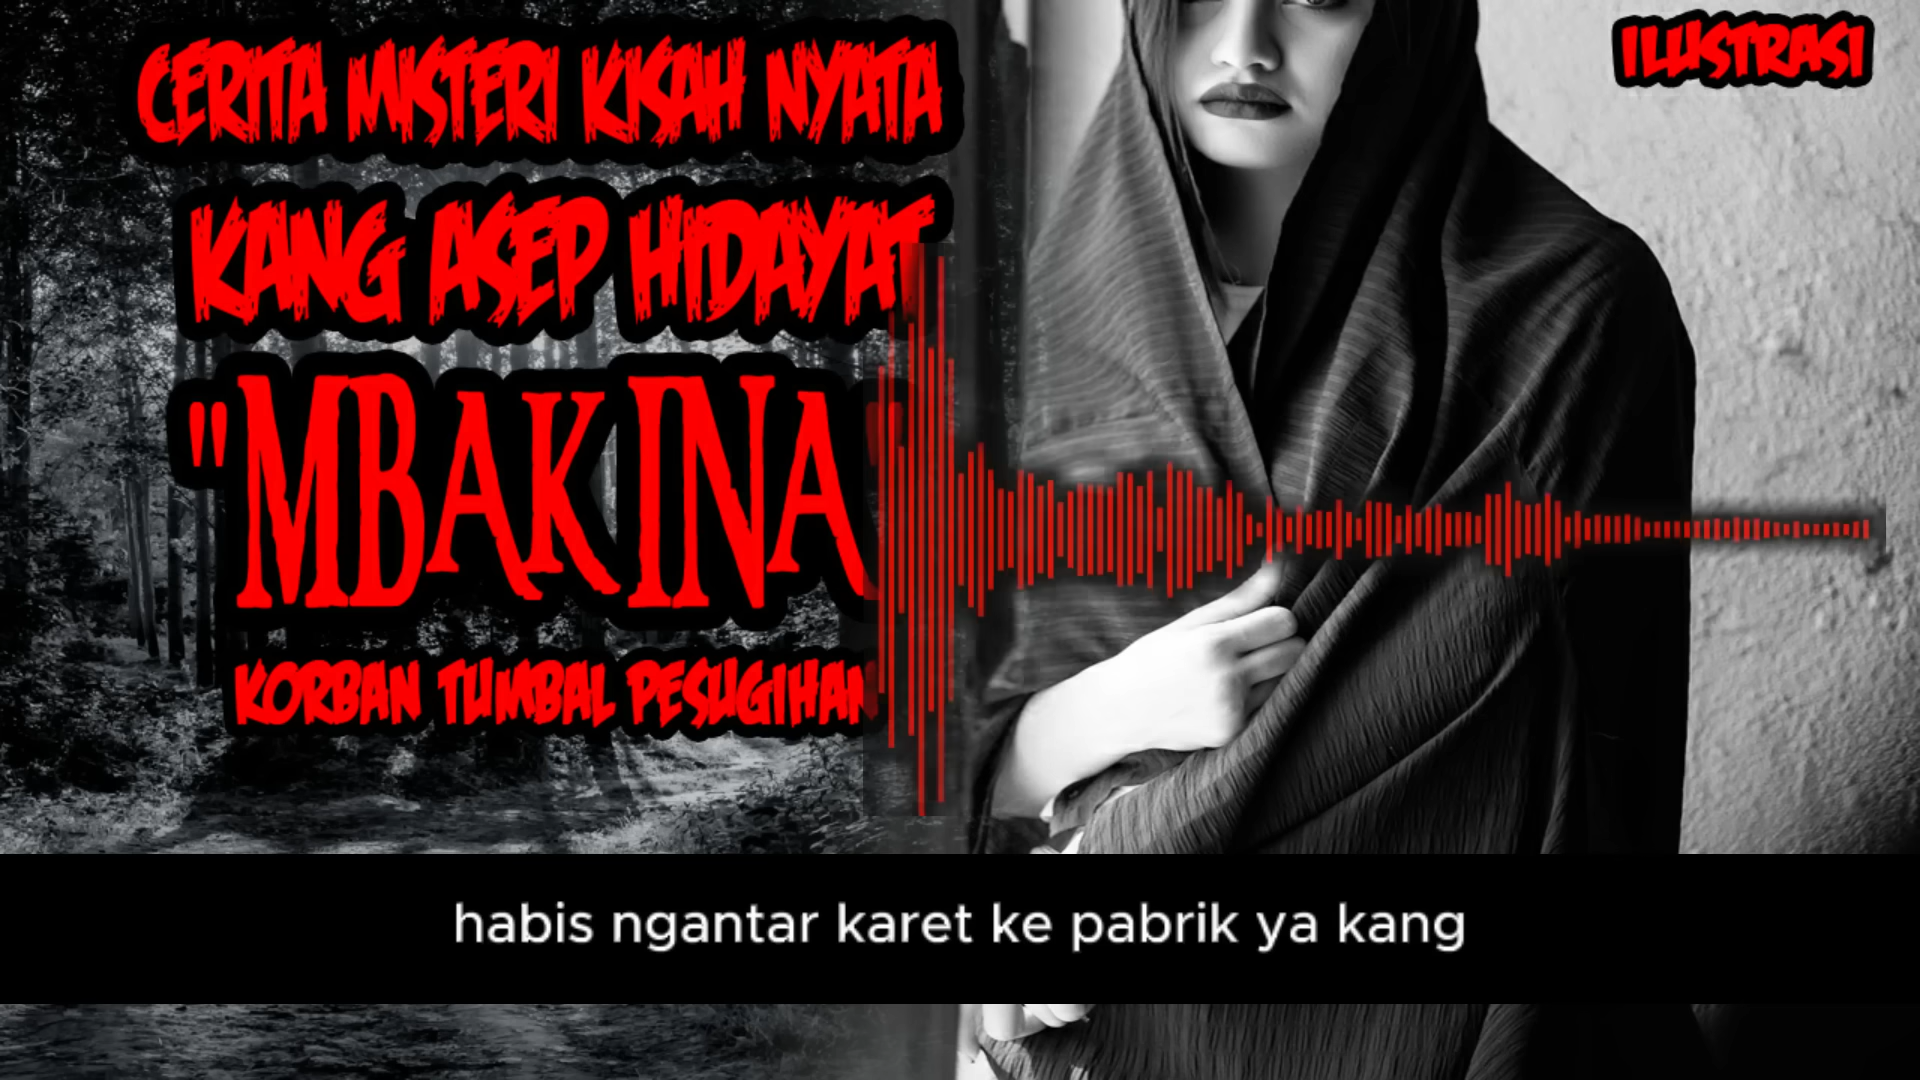 CERITA MISTERI KISAH NYATA
ILUSTRASI
KANG ASEP HIDAYAT
"MBAK INA
KORBAN TUMBAL PESUGIHAN
habis ngantar karet ke pabrik ya kang